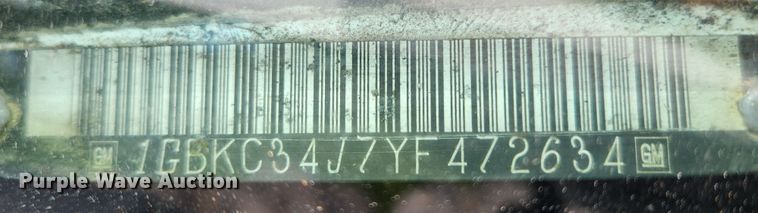 GM 1GBKC34J7YF472634 GM
Purple Wave Auction